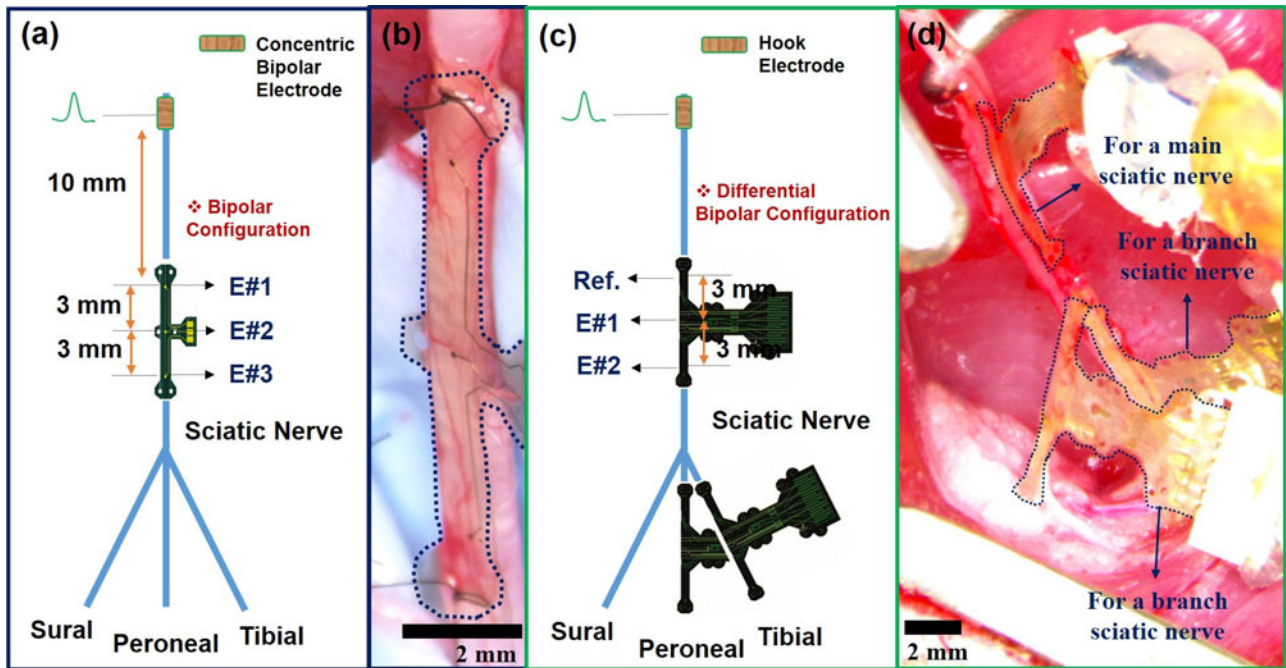 (a)
Concentric
Bipolar
Electrode
10 mm
❖ Bipolar
Configuration
3 mm
3 mm
E#1
E#2
E#3
Sciatic Nerve
Sural
Peroneal
Tibial
(b)
2 mm
(c)
Hook
Electrode
❖ Differential
Bipolar Configuration
Ref.
E#1
E#2
3 mm
3 mm
Sciatic Nerve
Peroneal
Tibial
Sural
(d)
For a main
sciatic nerve
For a branch
sciatic nerve
For a branch
sciatic nerve
2 mm